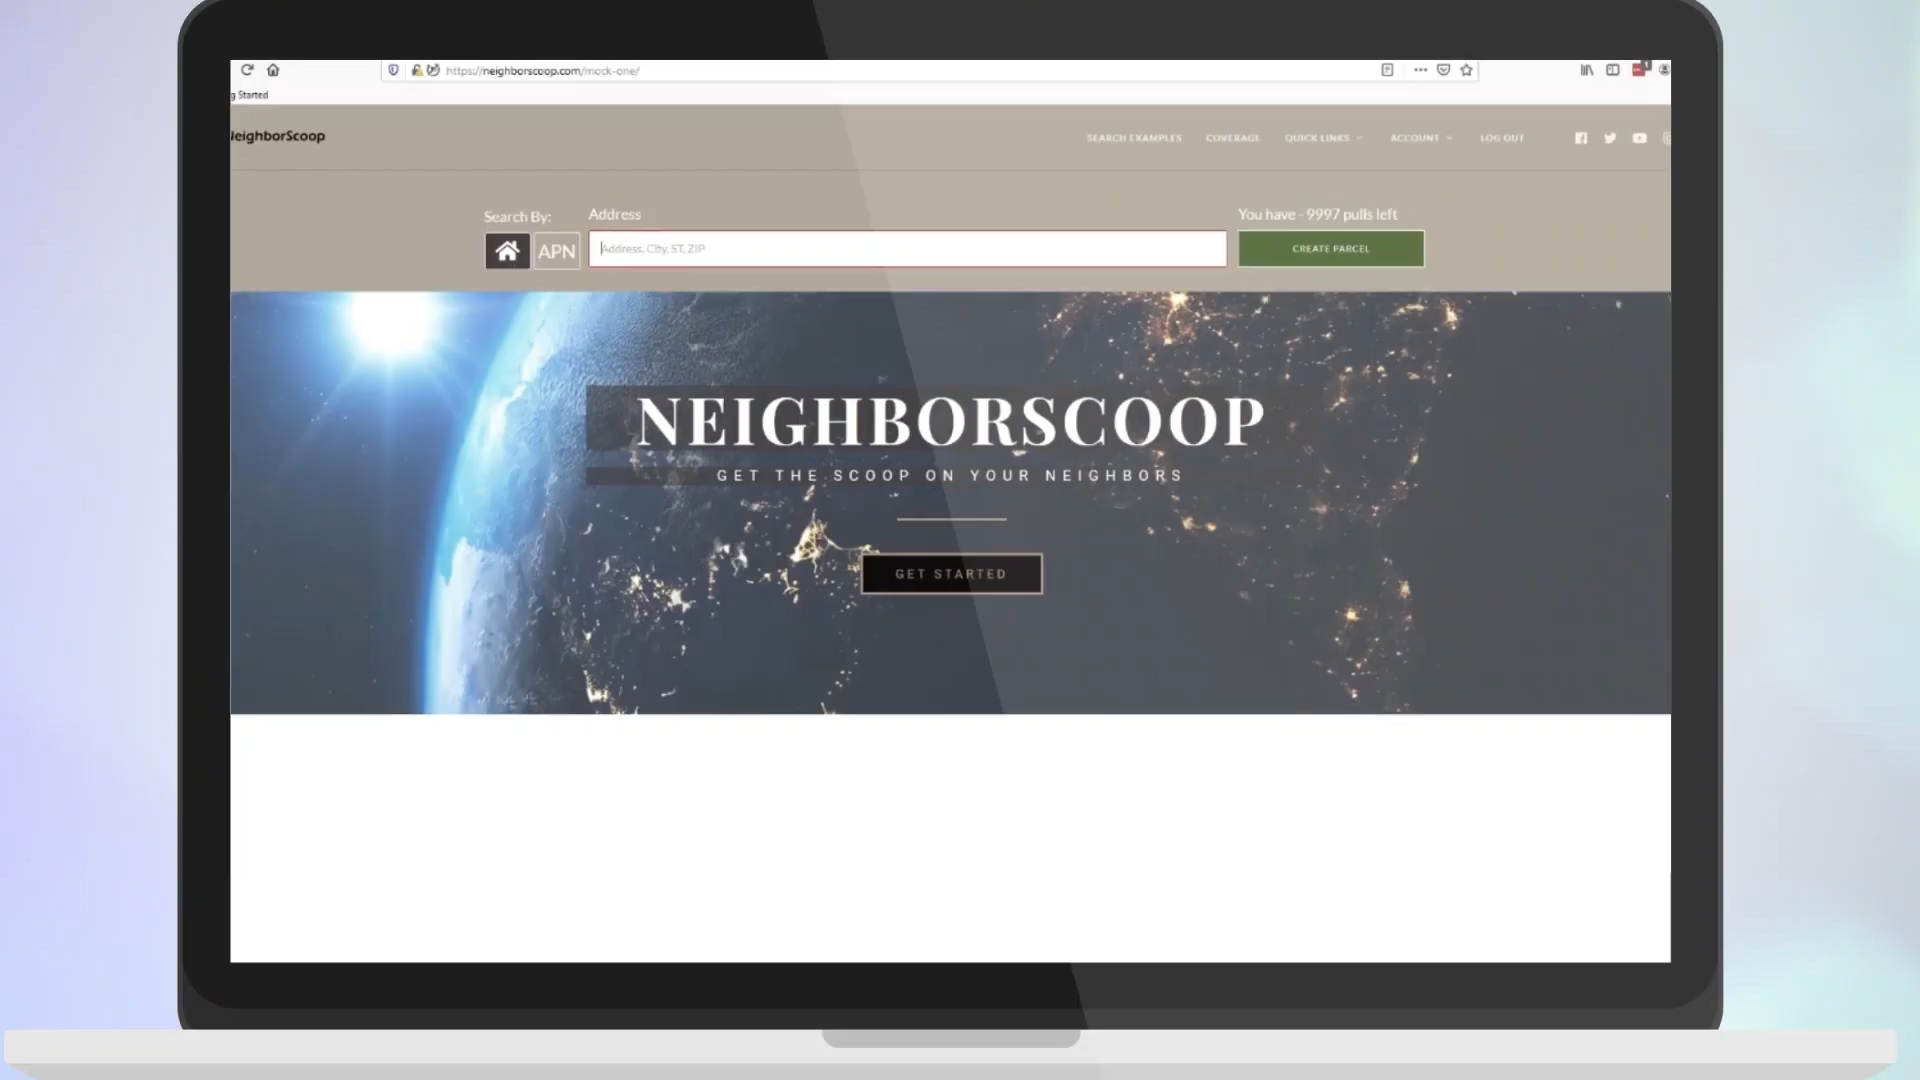 https://neighborscoop.com/mock-one/
g Started
NeighborScoop
SEARCH EXAMPLES
COVERAGE
QUICK LINKS
ACCOUNT
LOG OUT
Search By:
Address
You have - 9997 pulls left
APN
Address, City, ST, ZIP
CREATE PARCEL
NEIGHBORSCOOP
GET THE SCOOP ON YOUR NEIGHBORS
GET STARTED